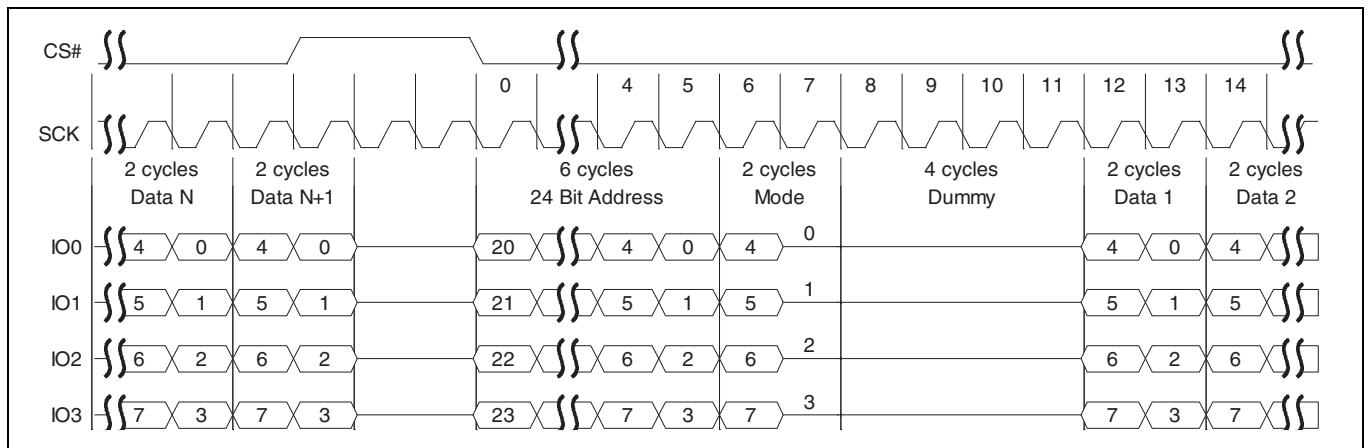 CS#
0 4 5 6 7 8 9 10 11 12 13 14
SCK
2 cycles 2 cycles 6 cycles 2 cycles 4 cycles 2 cycles 2 cycles
Data N Data N+1 24 Bit Address Mode Dummy Data 1 Data 2
IO0 4 0 4 0 20 4 0 4 0 4 0 4
IO1 5 1 5 1 21 5 1 5 1 5 1 5
IO2 6 2 6 2 22 6 2 6 2 6 2 6
IO3 7 3 7 3 23 7 3 7 3 7 3 7